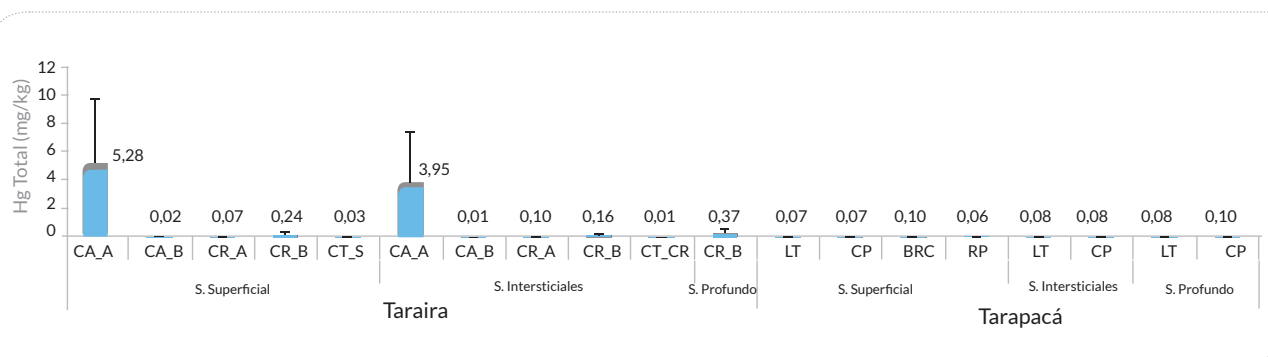 Hg Total (mg/kg)
12
10
8
6
4
2
0
5,28
0,02
0,07
0,24
0,03
3,95
0,01
0,10
0,16
0,01
0,37
0,07
0,07
0,10
0,06
0,08
0,08
0,08
0,10
CA_A
CA_B
CR_A
CR_B
CT_S
CA_A
CA_B
CR_A
CR_B
CT_CR
CR_B
LT
CP
BRC
RP
LT
CP
LT
CP
S. Superficial
S. Intersticiales
S. Profundo
S. Superficial
S. Intersticiales
S. Profundo
Taraira
Tarapacá